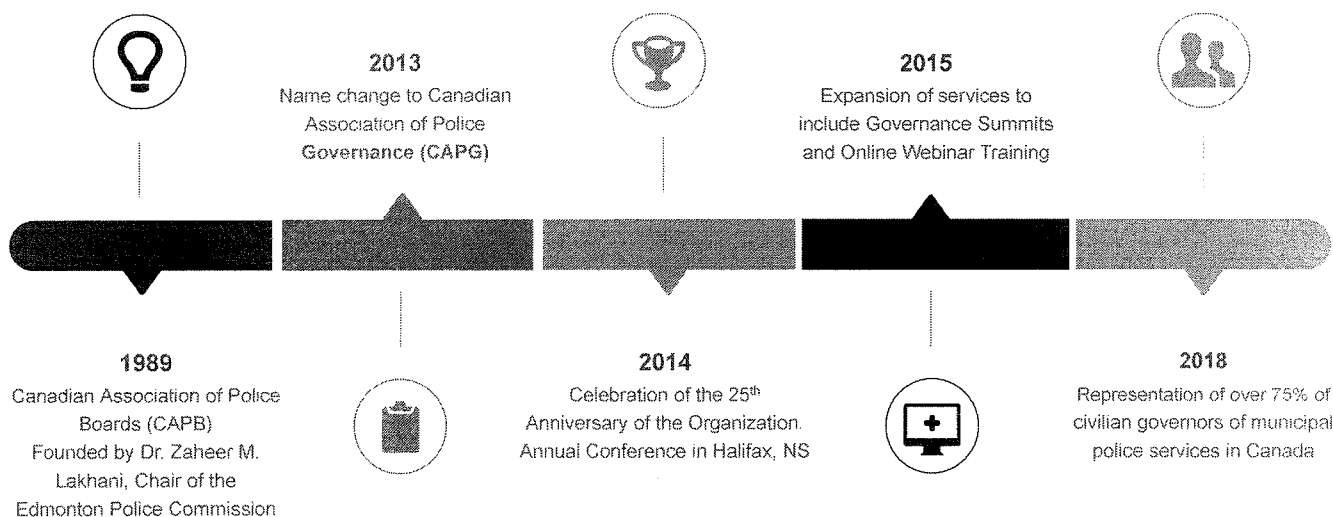 2013
Name change to Canadian
Association of Police
Governance (CAPG)
2015
Expansion of services to
include Governance Summits
and Online Webinar Training
1989
Canadian Association of Police
Boards (CAPB)
Founded by Dr. Zaheer M.
Lakhani, Chair of the
Edmonton Police Commission
2014
Celebration of the 25th
Anniversary of the Organization.
Annual Conference in Halifax, NS
2018
Representation of over 75% of
civilian governors of municipal
police services in Canada